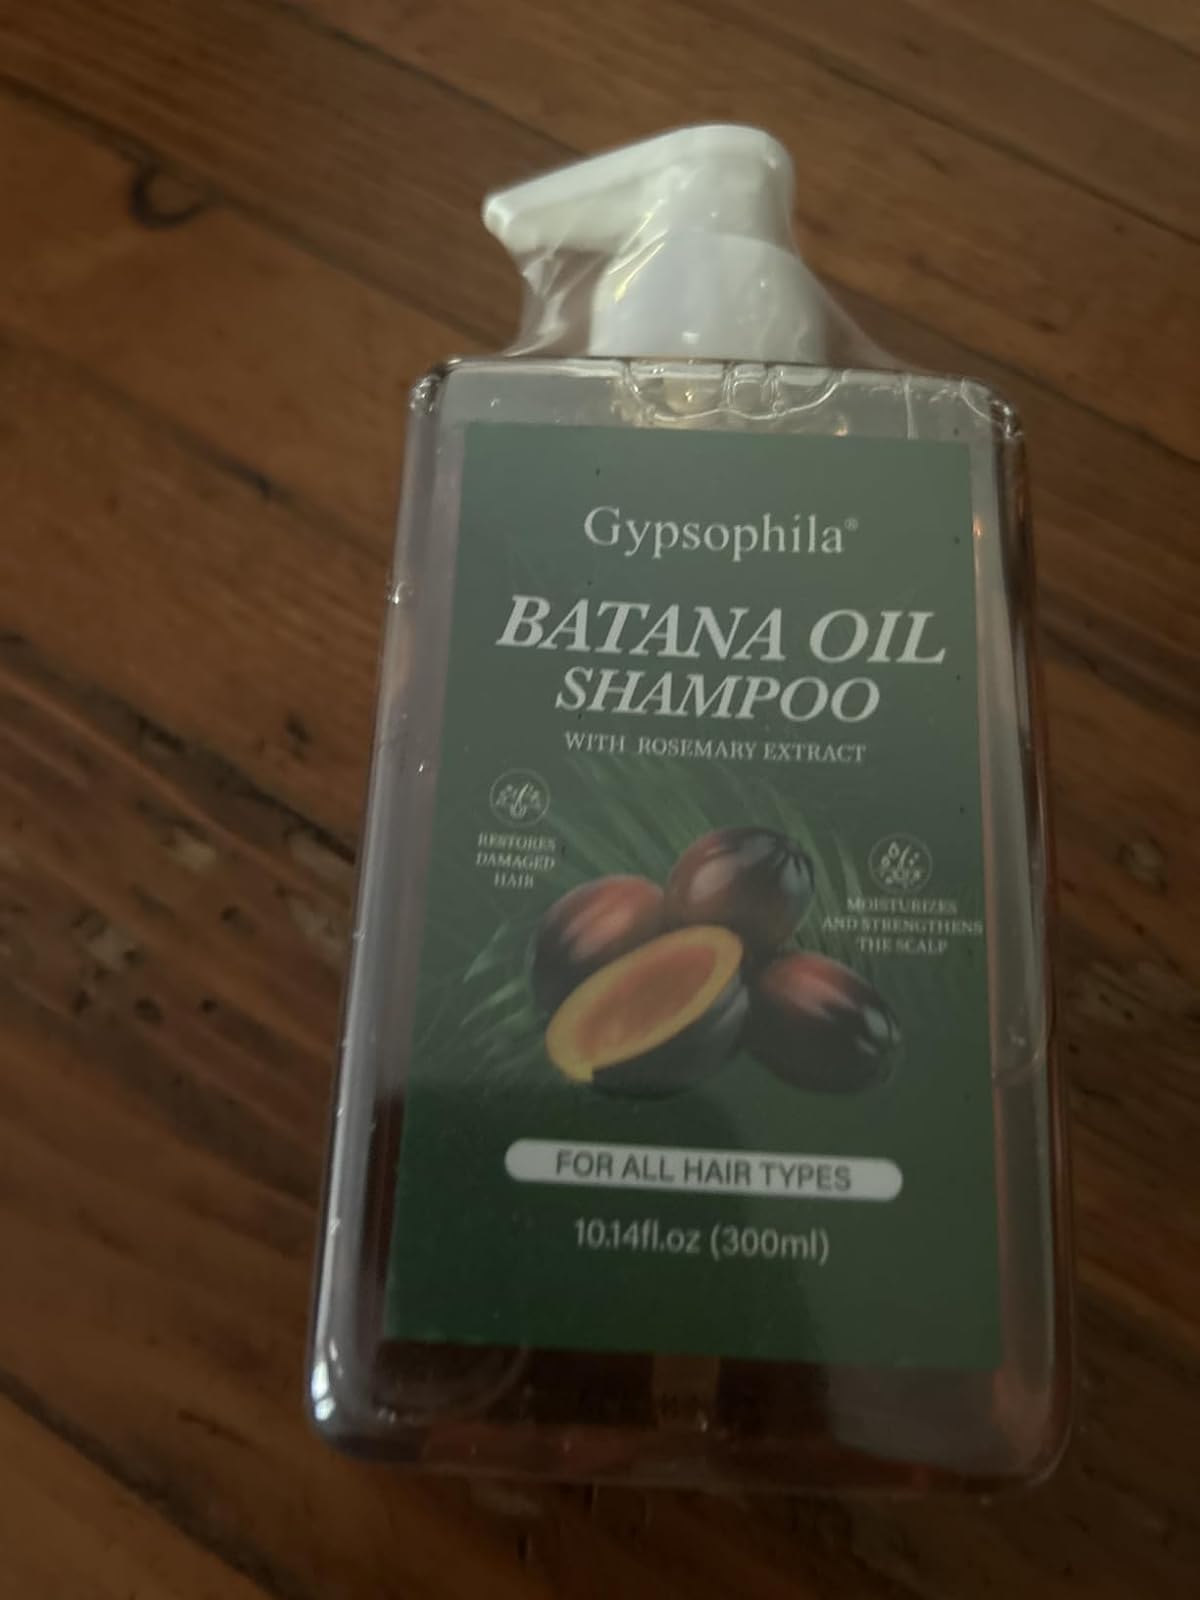 Gypsophila®
BATANA OIL
SHAMPOO
WITH ROSEMARY EXTRACT
RESTORES
DAMAGED
HAIR
MOISTURIZES
AND STRENGTHENS
THE SCALP
FOR ALL HAIR TYPES
10.14fl.oz (300ml)